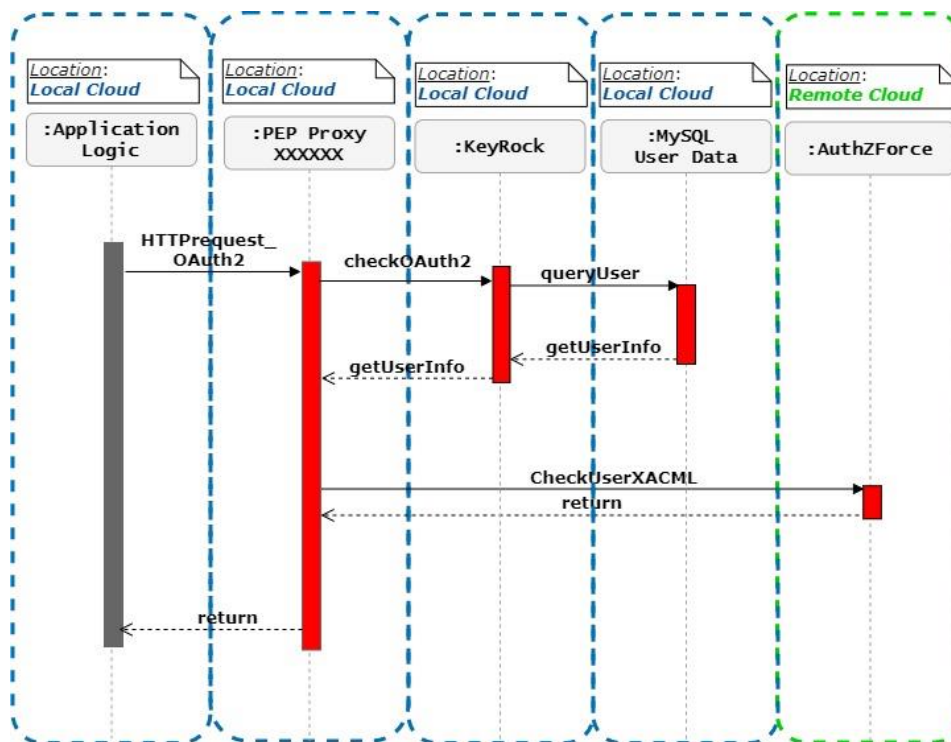 Location:
Local Cloud
Location:
Local Cloud
Location:
Local Cloud
Location:
Local Cloud
Location:
Remote Cloud
:Application
Logic
:PEP Proxy
XXXXXX
:KeyRock
:MySQL
User Data
:AuthZForce
HTTPrequest_
OAuth2
checkOAuth2
queryUser
getUserInfo
getUserInfo
CheckUserXACML
return
return